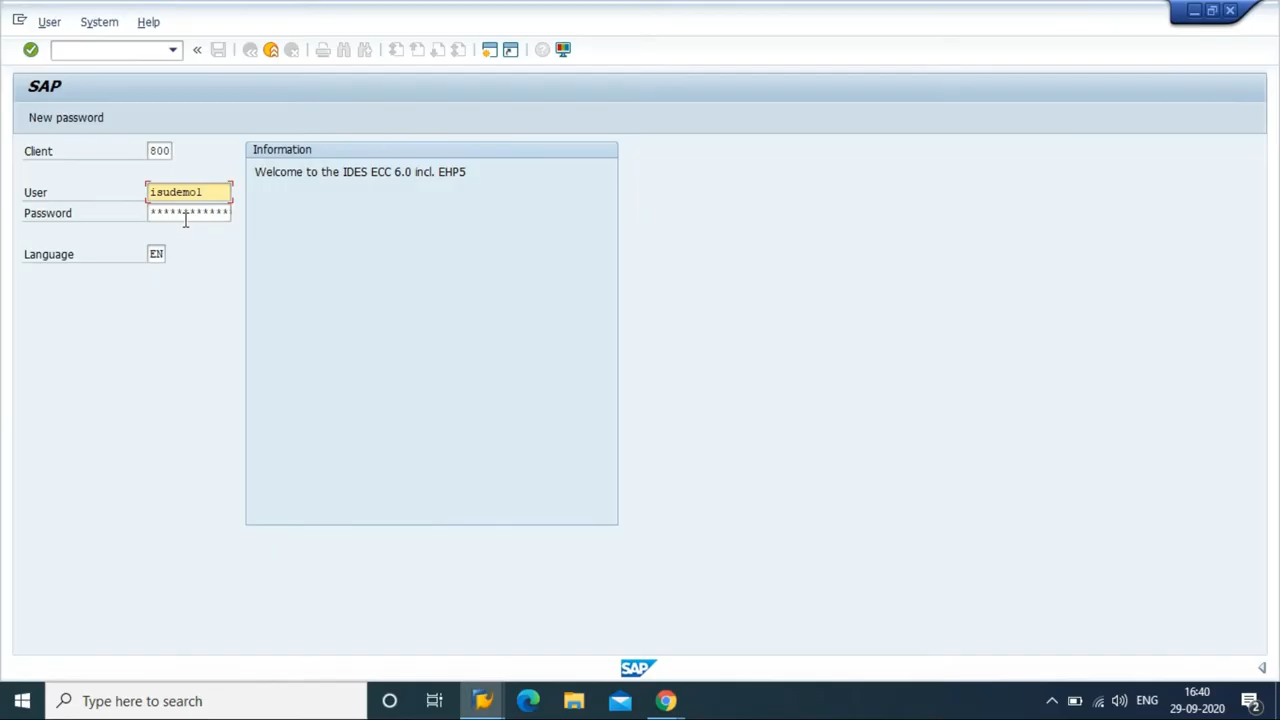 User System Help
SAP
New password
Client 800
Information
Welcome to the IDES ECC 6.0 incl. EHP5
User isudemo1
Password ************
Language EN
SAP
Type here to search
ENG
16:40
29-09-2020
2